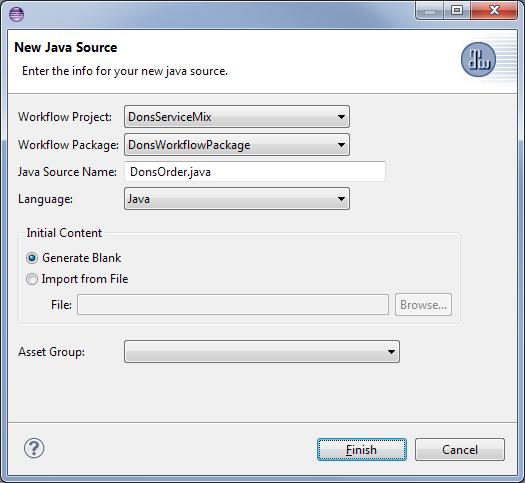 New Java Source
Enter the info for your new java source.
Workflow Project: DonsServiceMix
Workflow Package: DonsWorkflowPackage
Java Source Name: DonsOrder.java
Language: Java
Initial Content
Generate Blank
Import from File
File: Browse...
Asset Group:
? Finish Cancel